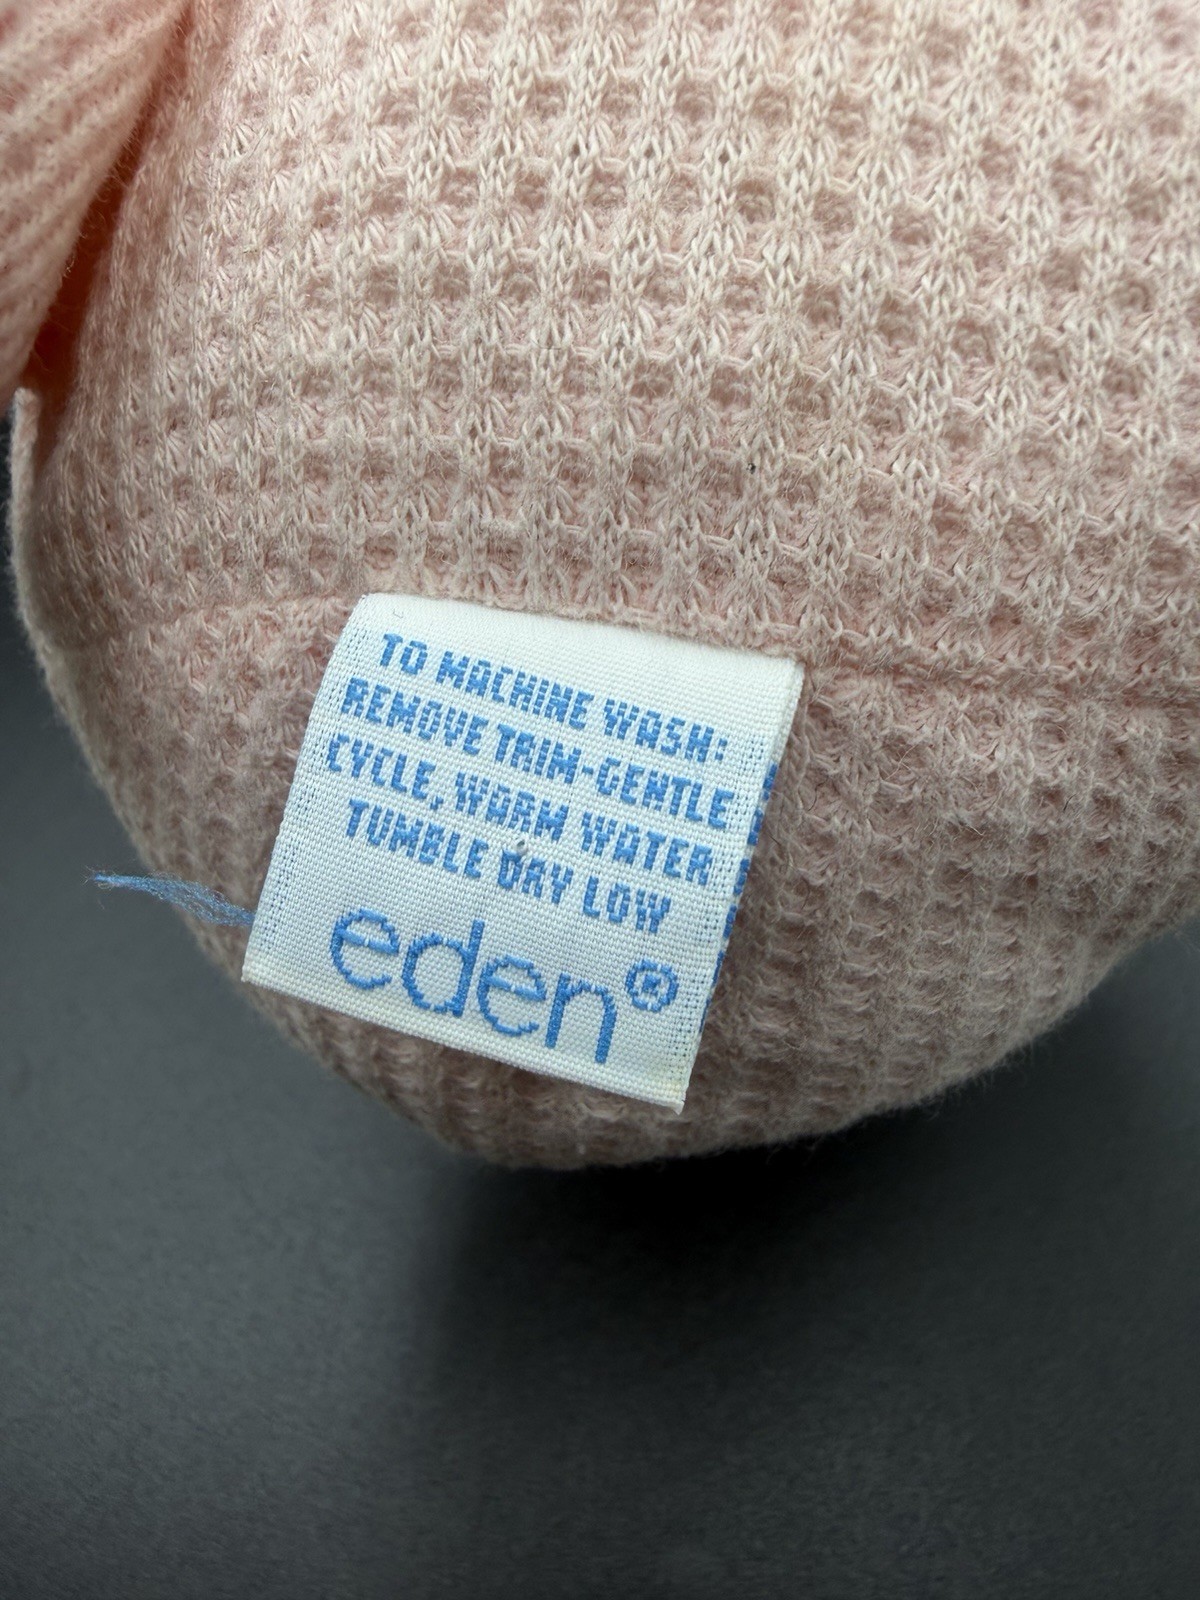 TO MACHINE WASH:
REMOVE TRIM-GENTLE
CYCLE, WARM WATER
TUMBLE DRY LOW
eden®